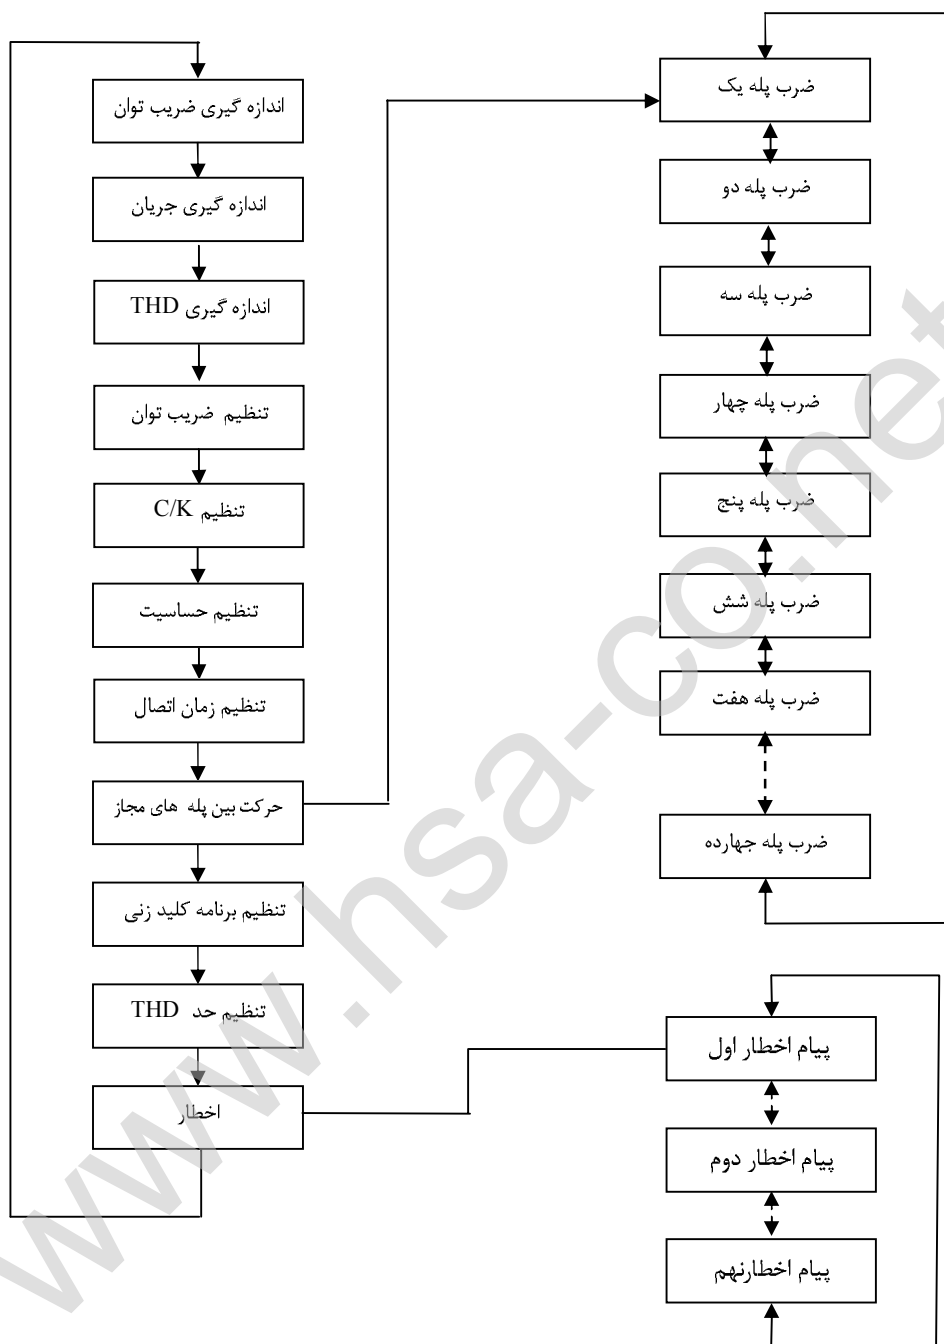 اندازه گیری ضریب توان
اندازه گیری جریان
اندازه گیری THD
تنظیم ضریب توان
تنظیم C/K
تنظیم حساسیت
تنظیم زمان اتصال
حرکت بین پله های مجاز
تنظیم برنامه کلید زنی
تنظیم حد THD
اخطار
ضرب پله یک
ضرب پله دو
ضرب پله سه
ضرب پله چهار
ضرب پله پنج
ضرب پله شش
ضرب پله هفت
ضرب پله جهارده
پیام اخطار اول
پیام اخطار دوم
پیام اخطارنهم
www.hsa-co.net